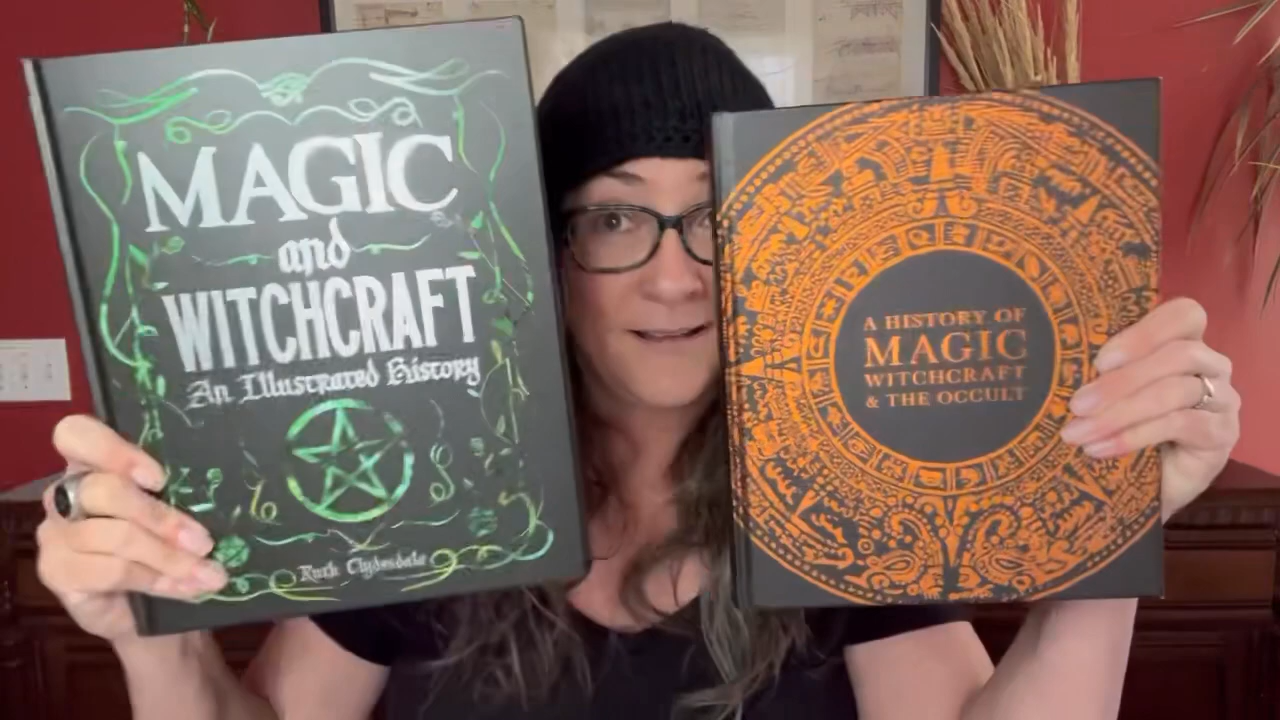 MAGIC
and
WITCHCRAFT
An Illustrated History
Ruth Clydesdale
A HISTORY OF
MAGIC
WITCHCRAFT
& THE OCCULT